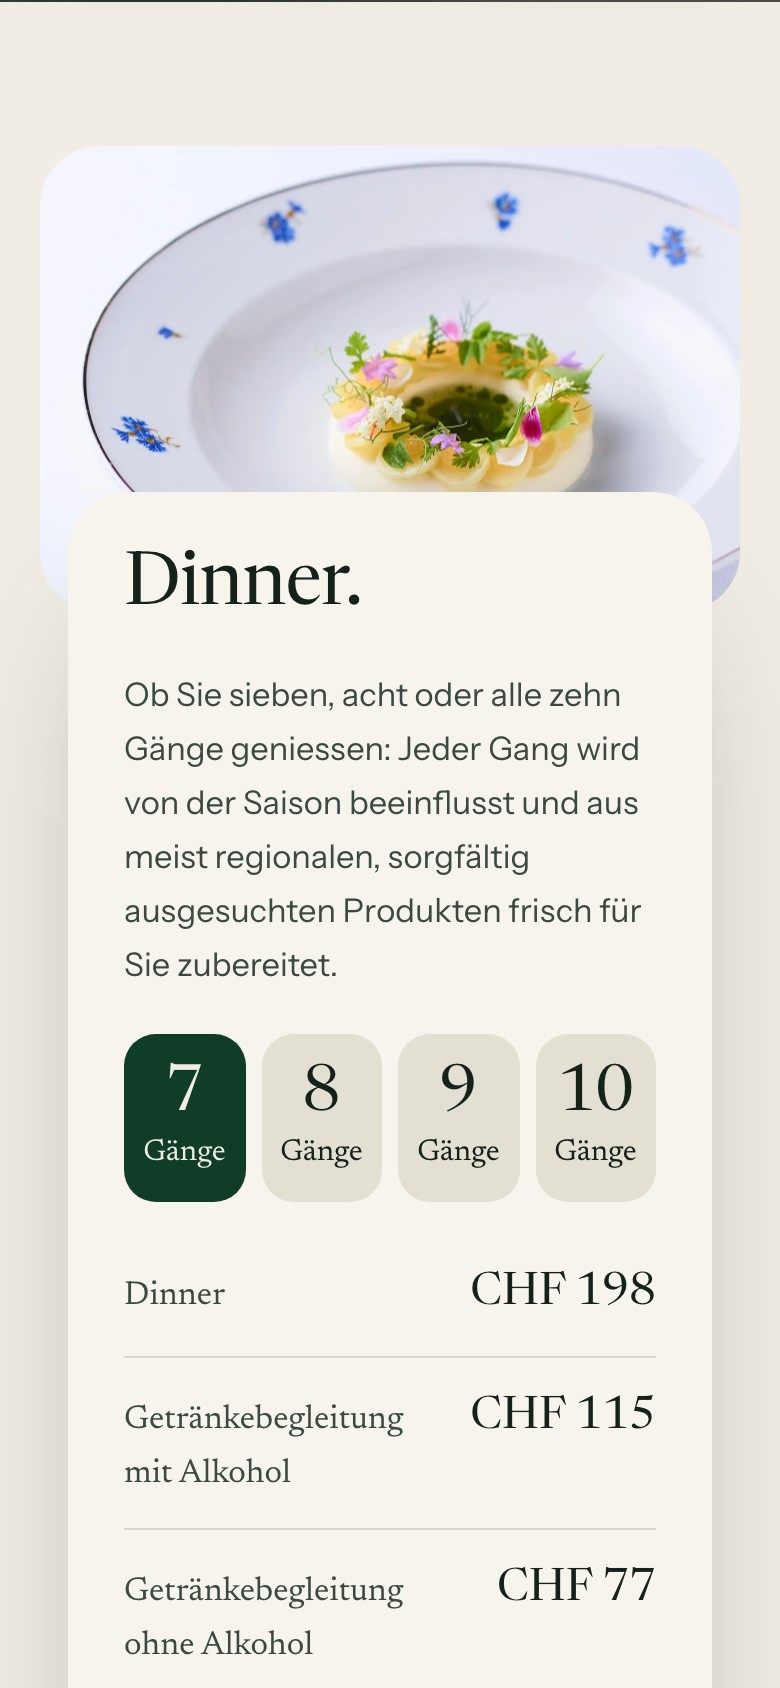 Dinner.
Ob Sie sieben, acht oder alle zehn
Gänge geniessen: Jeder Gang wird
von der Saison beeinflusst und aus
meist regionalen, sorgfältig
ausgesuchten Produkten frisch für
Sie zubereitet.
7 8 9 10
Gänge Gänge Gänge Gänge
Dinner CHF 198
Getränkebegleitung CHF 115
mit Alkohol
Getränkebegleitung CHF 77
ohne Alkohol